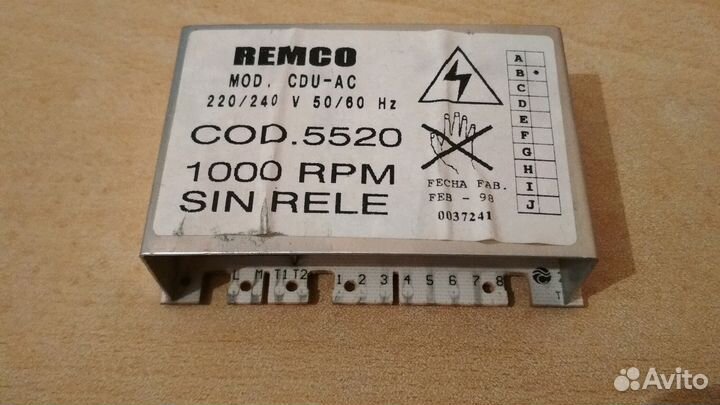 REMCO
MOD. CDU-AC
220/240 V 50/60 Hz
COD.5520
1000 RPM
SIN RELE
A
B
C
D
E
F
G
H
I
J
FECHA FAB.
FEB - 98
0037241
L M T1 T2 1 2 3 4 5 6 7 8
Avito